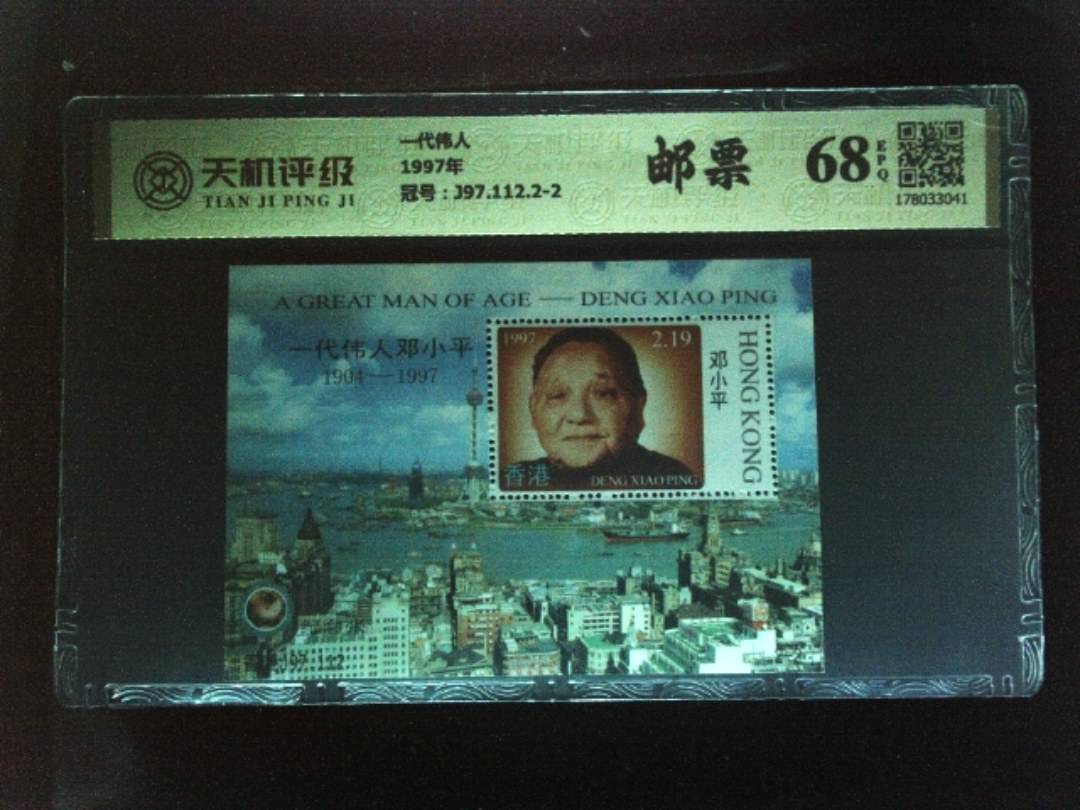 天机评级
TIAN JI PING JI
一代伟人
1997年
冠号：J97.112.2-2
邮票
68
EPQ
178033041
A GREAT MAN OF AGE — DENG XIAO PING
一代伟人邓小平
1904—1997
1997
2.19
邓小平
HONG KONG
香港
DENG XIAO PING